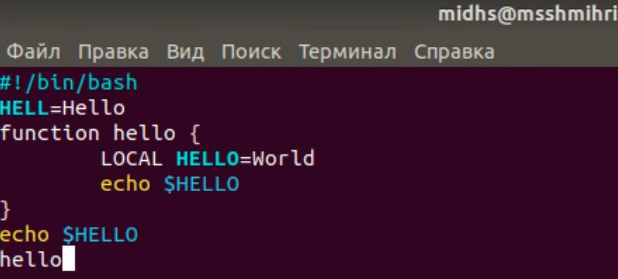 midhs@msshmihri
Файл Правка Вид Поиск Терминал Справка
#!/bin/bash
HELL=Hello
function hello {
        LOCAL HELLO=World
        echo $HELLO
}
echo $HELLO
hello